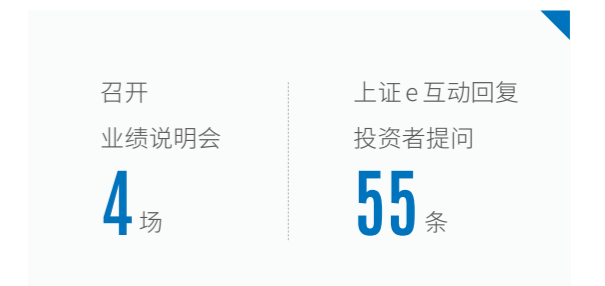 召开
业绩说明会
4 场
上证 e 互动回复
投资者提问
55 条